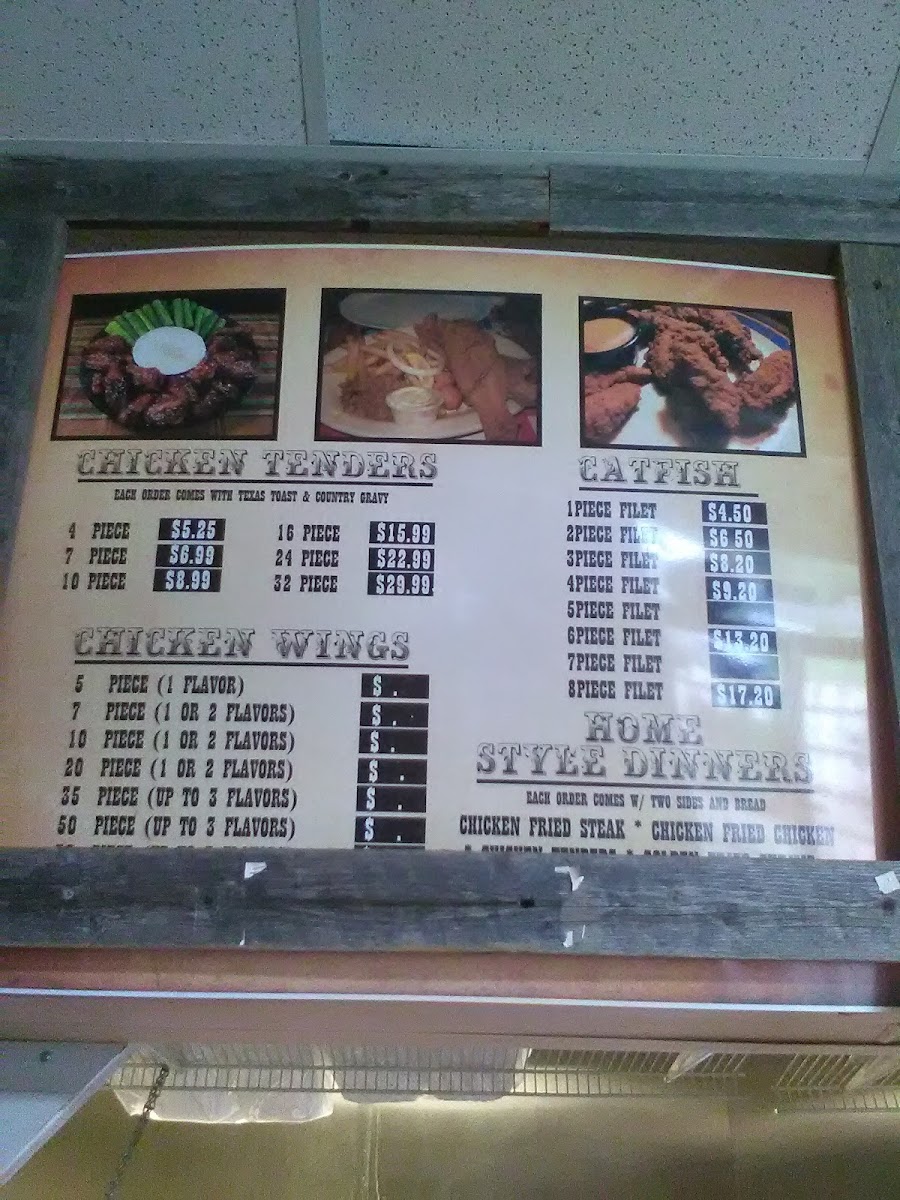 CHICKEN TENDERS
EACH ORDER COMES WITH TEXAS TOAST & COUNTRY GRAVY
4 PIECE $5.25 16 PIECE $15.99
7 PIECE $6.99 24 PIECE $22.99
10 PIECE $8.99 32 PIECE $29.99
CHICKEN WINGS
5 PIECE (1 FLAVOR) $ .
7 PIECE (1 OR 2 FLAVORS) $ .
10 PIECE (1 OR 2 FLAVORS) $ .
20 PIECE (1 OR 2 FLAVORS) $ .
35 PIECE (UP TO 3 FLAVORS) $ .
50 PIECE (UP TO 3 FLAVORS) $ .
CATFISH
1PIECE FILET $4.50
2PIECE FILET $6.50
3PIECE FILET $8.20
4PIECE FILET $9.20
5PIECE FILET
6PIECE FILET $13.20
7PIECE FILET
8PIECE FILET $17.20
HOME
STYLE DINNERS
EACH ORDER COMES W/ TWO SIDES AND BREAD
CHICKEN FRIED STEAK * CHICKEN FRIED CHICKEN